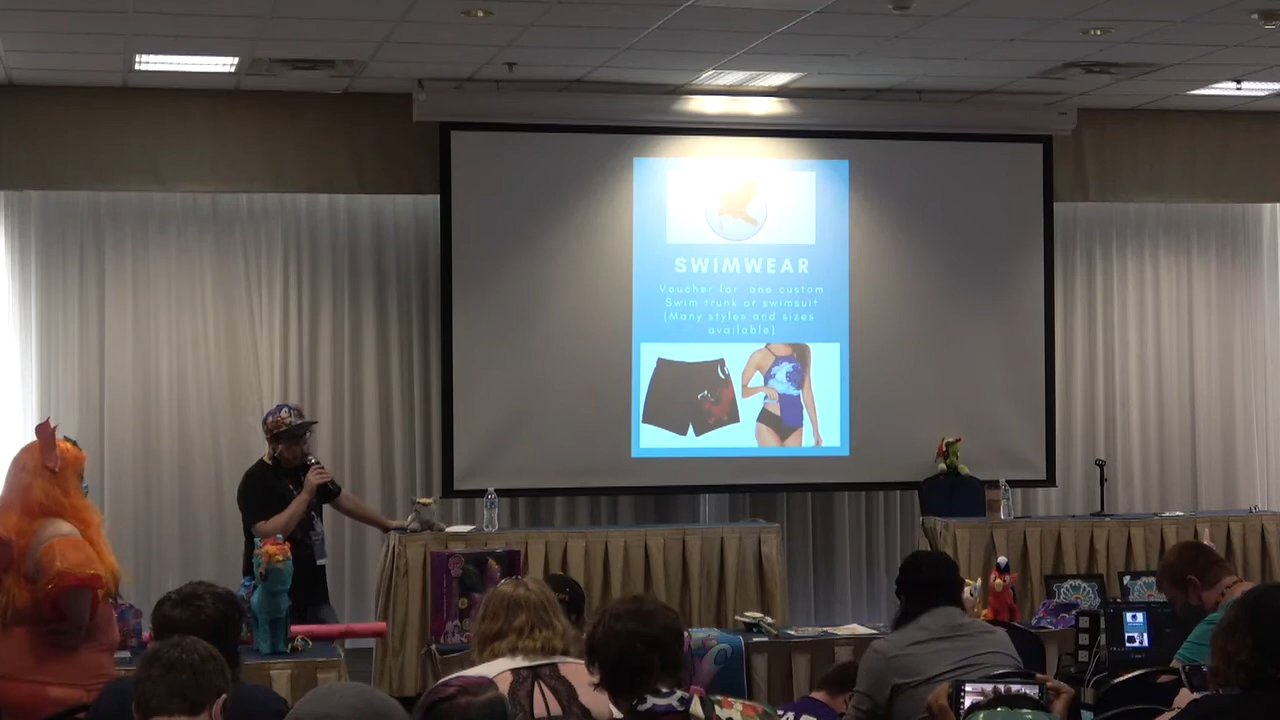 SWIMWEAR
Voucher for one custom
Swim trunk or swimsuit
(Many styles and sizes
available)